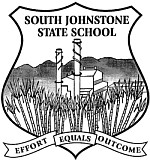 SOUTH JOHNSTONE
STATE SCHOOL
EFFORT EQUALS OUTCOME